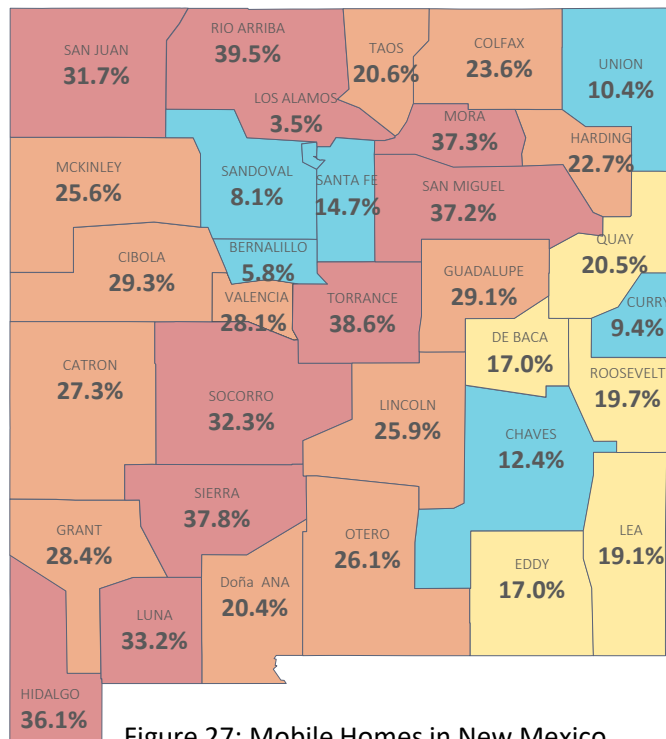 RIO ARRIBA
39.5%
SAN JUAN
31.7%
TAOS
20.6%
COLFAX
23.6%
UNION
10.4%
LOS ALAMOS
3.5%
MORA
37.3%
HARDING
22.7%
MCKINLEY
25.6%
SANDOVAL
8.1%
SANTA FE
14.7%
SAN MIGUEL
37.2%
QUAY
20.5%
BERNALILLO
5.8%
CIBOLA
29.3%
GUADALUPE
29.1%
VALENCIA
28.1%
TORRANCE
38.6%
CURRY
9.4%
DE BACA
17.0%
CATRON
27.3%
ROOSEVELT
19.7%
SOCORRO
32.3%
LINCOLN
25.9%
CHAVES
12.4%
SIERRA
37.8%
GRANT
28.4%
OTERO
26.1%
LEA
19.1%
EDDY
17.0%
Doña ANA
20.4%
LUNA
33.2%
HIDALGO
36.1%
Figure 27: Mobile Homes in New Mexico